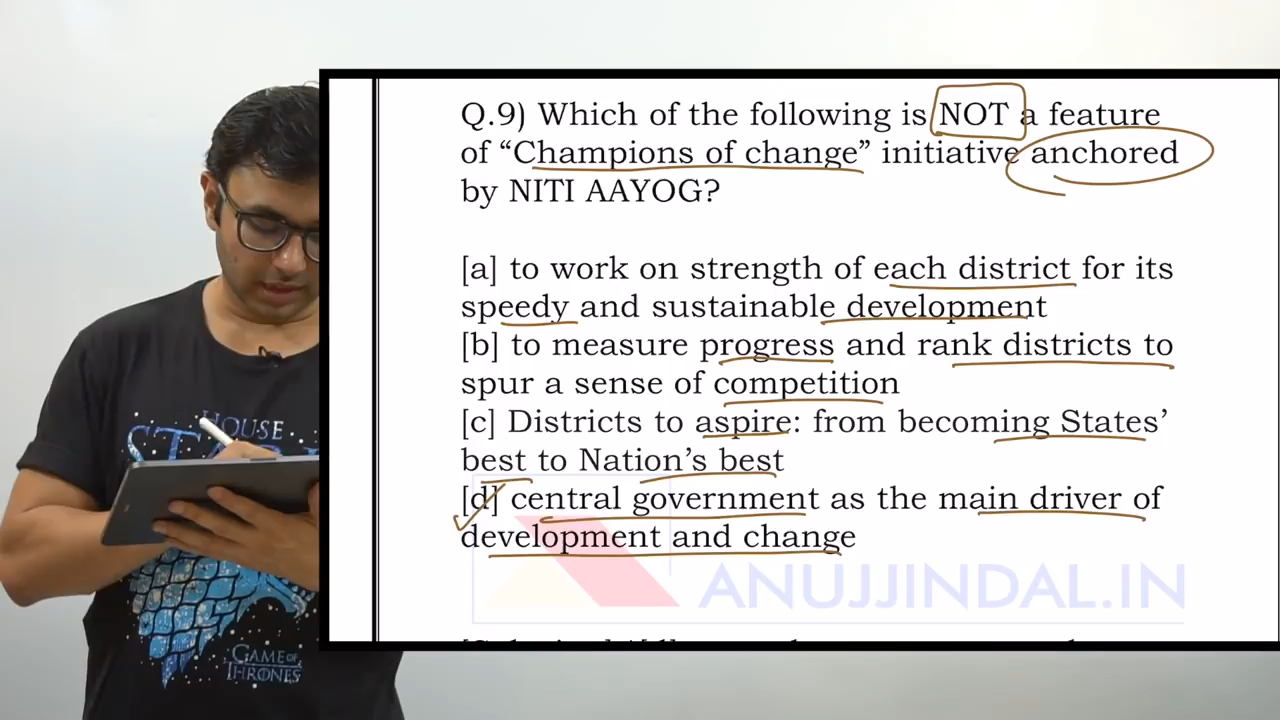 Q.9) Which of the following is NOT a feature
of “Champions of change” initiative anchored
by NITI AAYOG?
[a] to work on strength of each district for its
speedy and sustainable development
[b] to measure progress and rank districts to
spur a sense of competition
[c] Districts to aspire: from becoming States’
best to Nation’s best
[d] central government as the main driver of
development and change
ANUJJINDAL.IN
HOUSE
GAME OF
THRONES